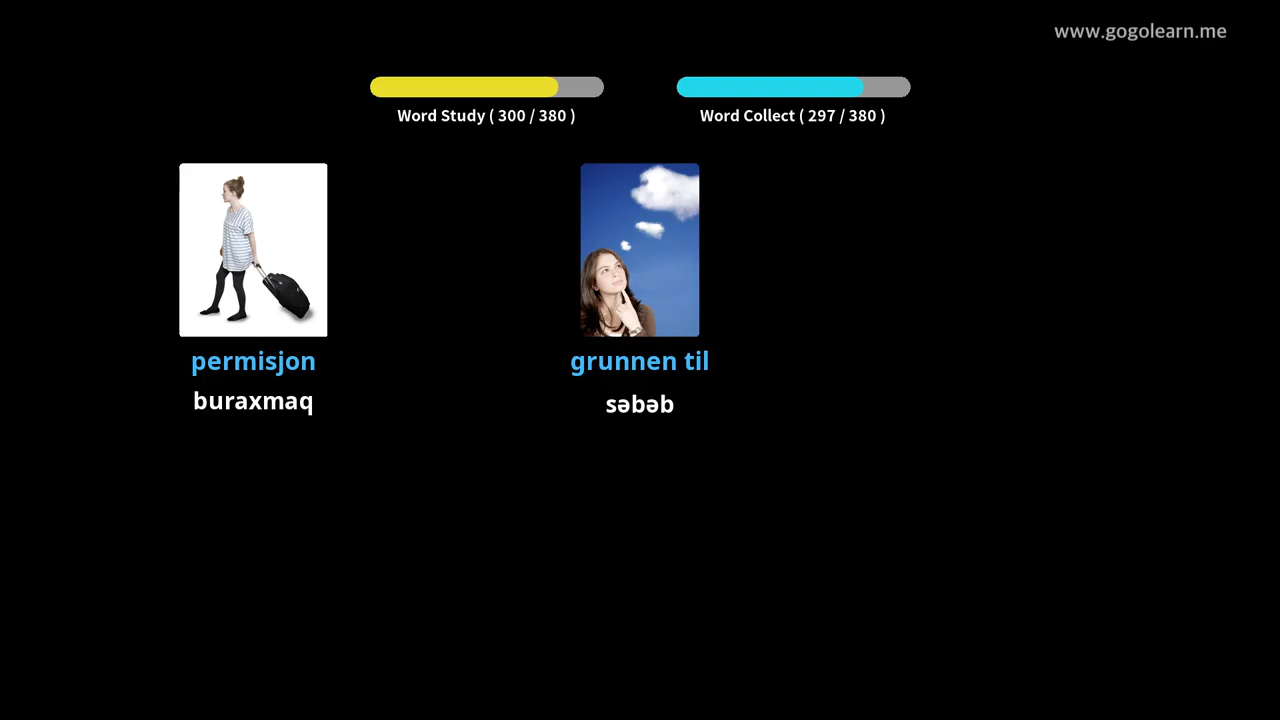 www.gogolearn.me
Word Study ( 300 / 380 )
Word Collect ( 297 / 380 )
permisjon
grunnen til
buraxmaq
səbəb